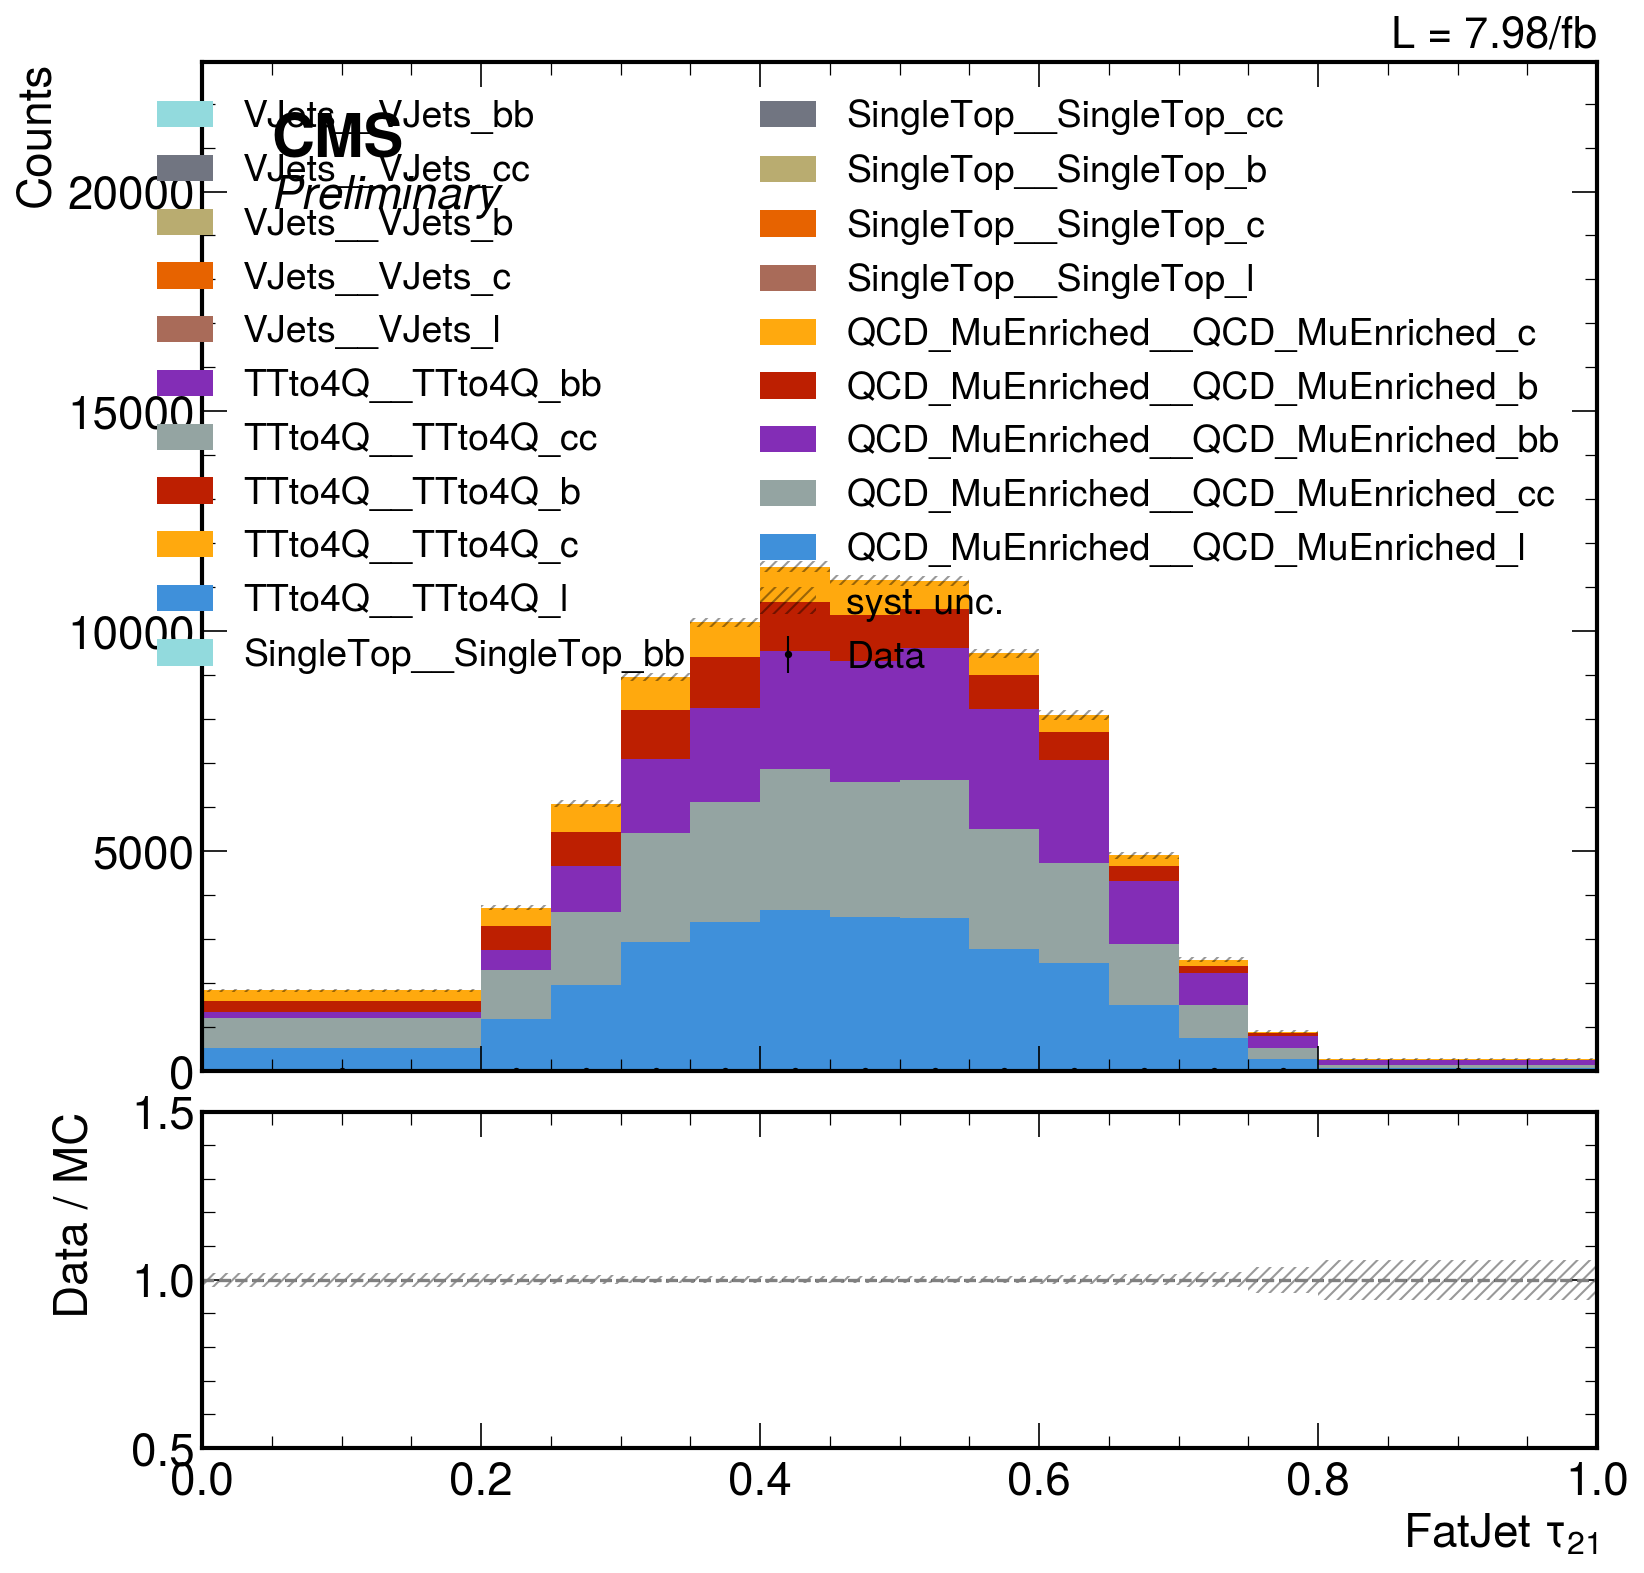 L = 7.98/fb
Counts
CMS
Preliminary
VJets__VJets_bb
VJets__VJets_cc
VJets__VJets_b
VJets__VJets_c
VJets__VJets_l
TTto4Q__TTto4Q_bb
TTto4Q__TTto4Q_cc
TTto4Q__TTto4Q_b
TTto4Q__TTto4Q_c
TTto4Q__TTto4Q_l
SingleTop__SingleTop_bb
SingleTop__SingleTop_cc
SingleTop__SingleTop_b
SingleTop__SingleTop_c
SingleTop__SingleTop_l
QCD_MuEnriched__QCD_MuEnriched_c
QCD_MuEnriched__QCD_MuEnriched_b
QCD_MuEnriched__QCD_MuEnriched_bb
QCD_MuEnriched__QCD_MuEnriched_cc
QCD_MuEnriched__QCD_MuEnriched_l
syst. unc.
Data
20000
15000
10000
5000
0
Data / MC
1.5
1.0
0.5
0.0 0.2 0.4 0.6 0.8 1.0
FatJet τ₂₁